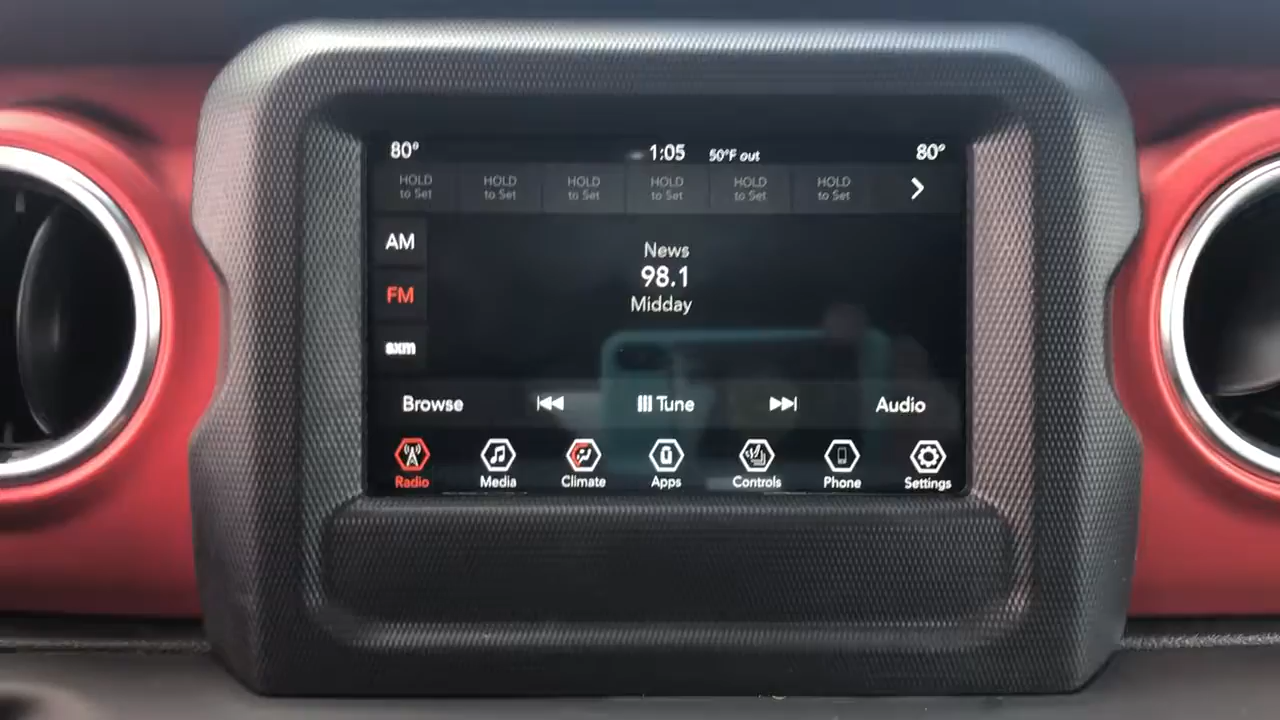 80° 1:05 50°F out 80°
HOLD to Set
HOLD to Set
HOLD to Set
HOLD to Set
HOLD to Set
HOLD to Set
AM
News
98.1
FM
Midday
sxm
Browse Tune Audio
Radio Media Climate Apps Controls Phone Settings